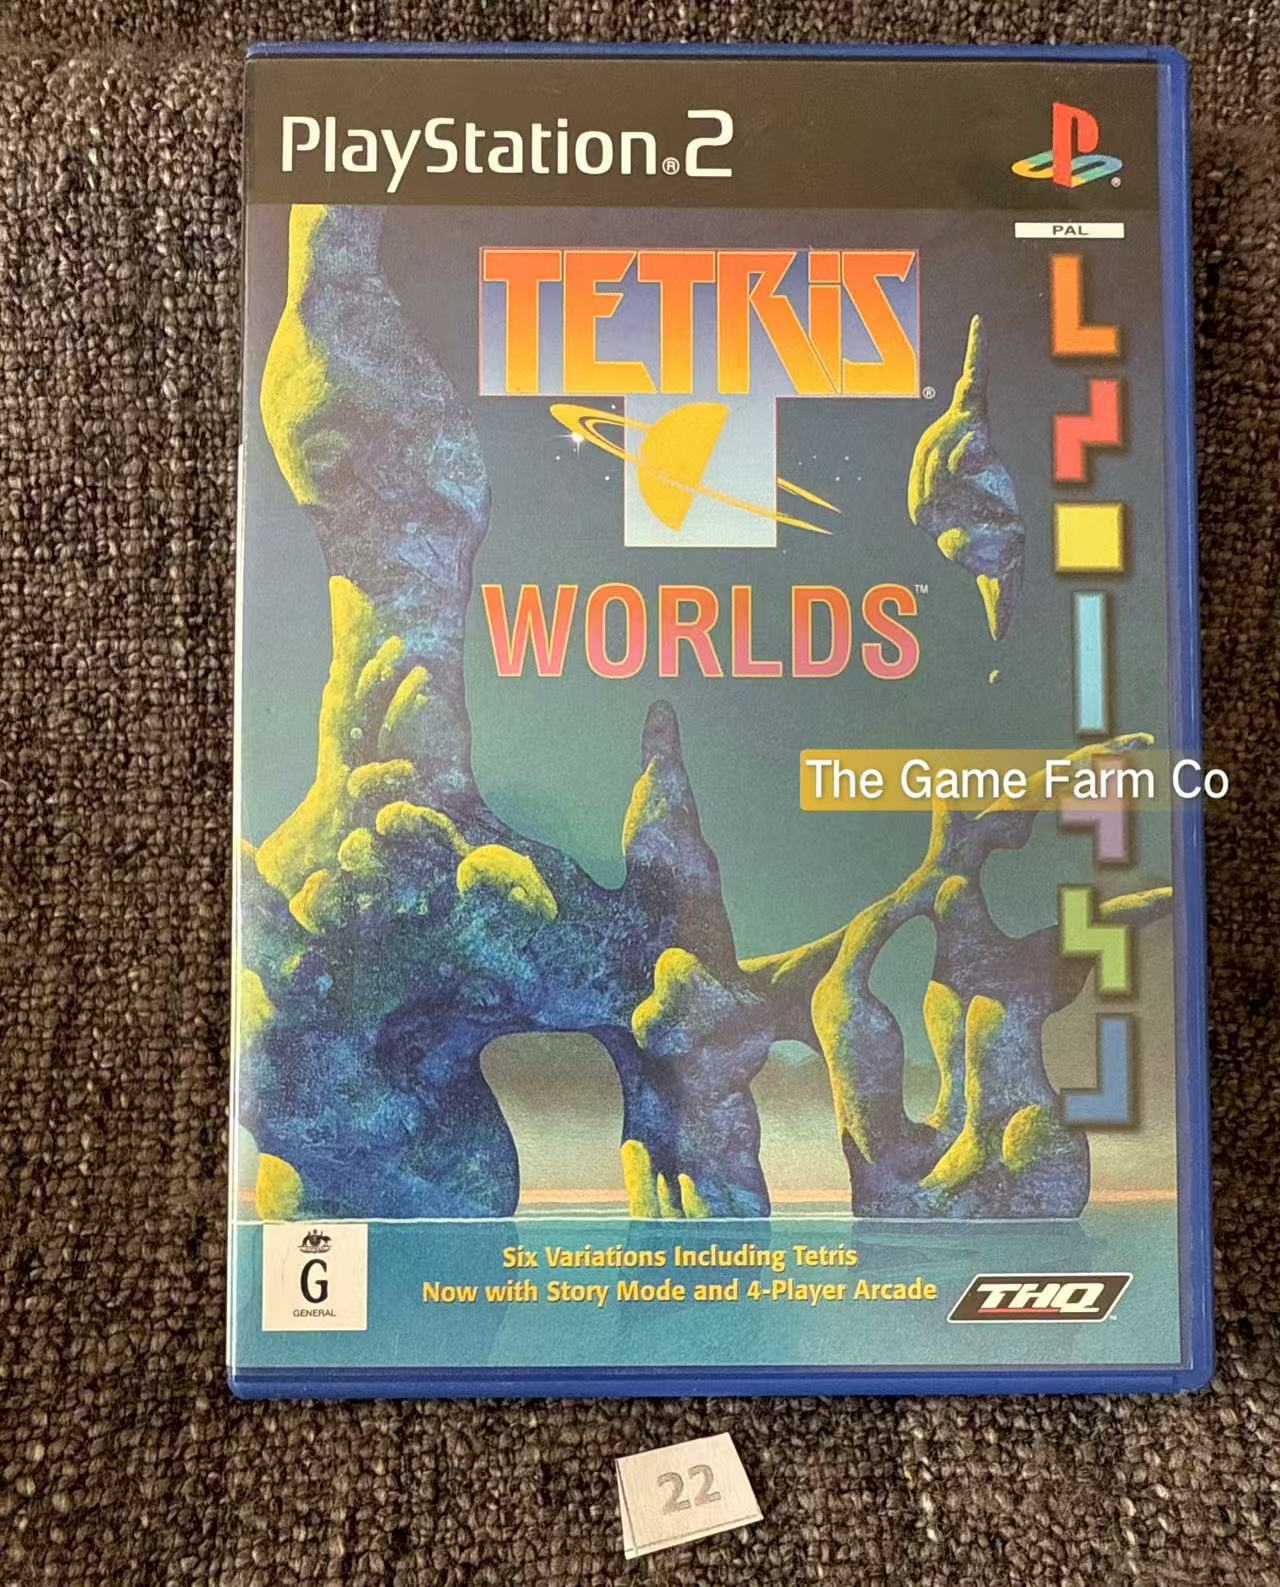 PlayStation®2
PAL
TETRIS®
WORLDS™
The Game Farm Co
Six Variations Including Tetris
Now with Story Mode and 4-Player Arcade
G
GENERAL
THQ™
22